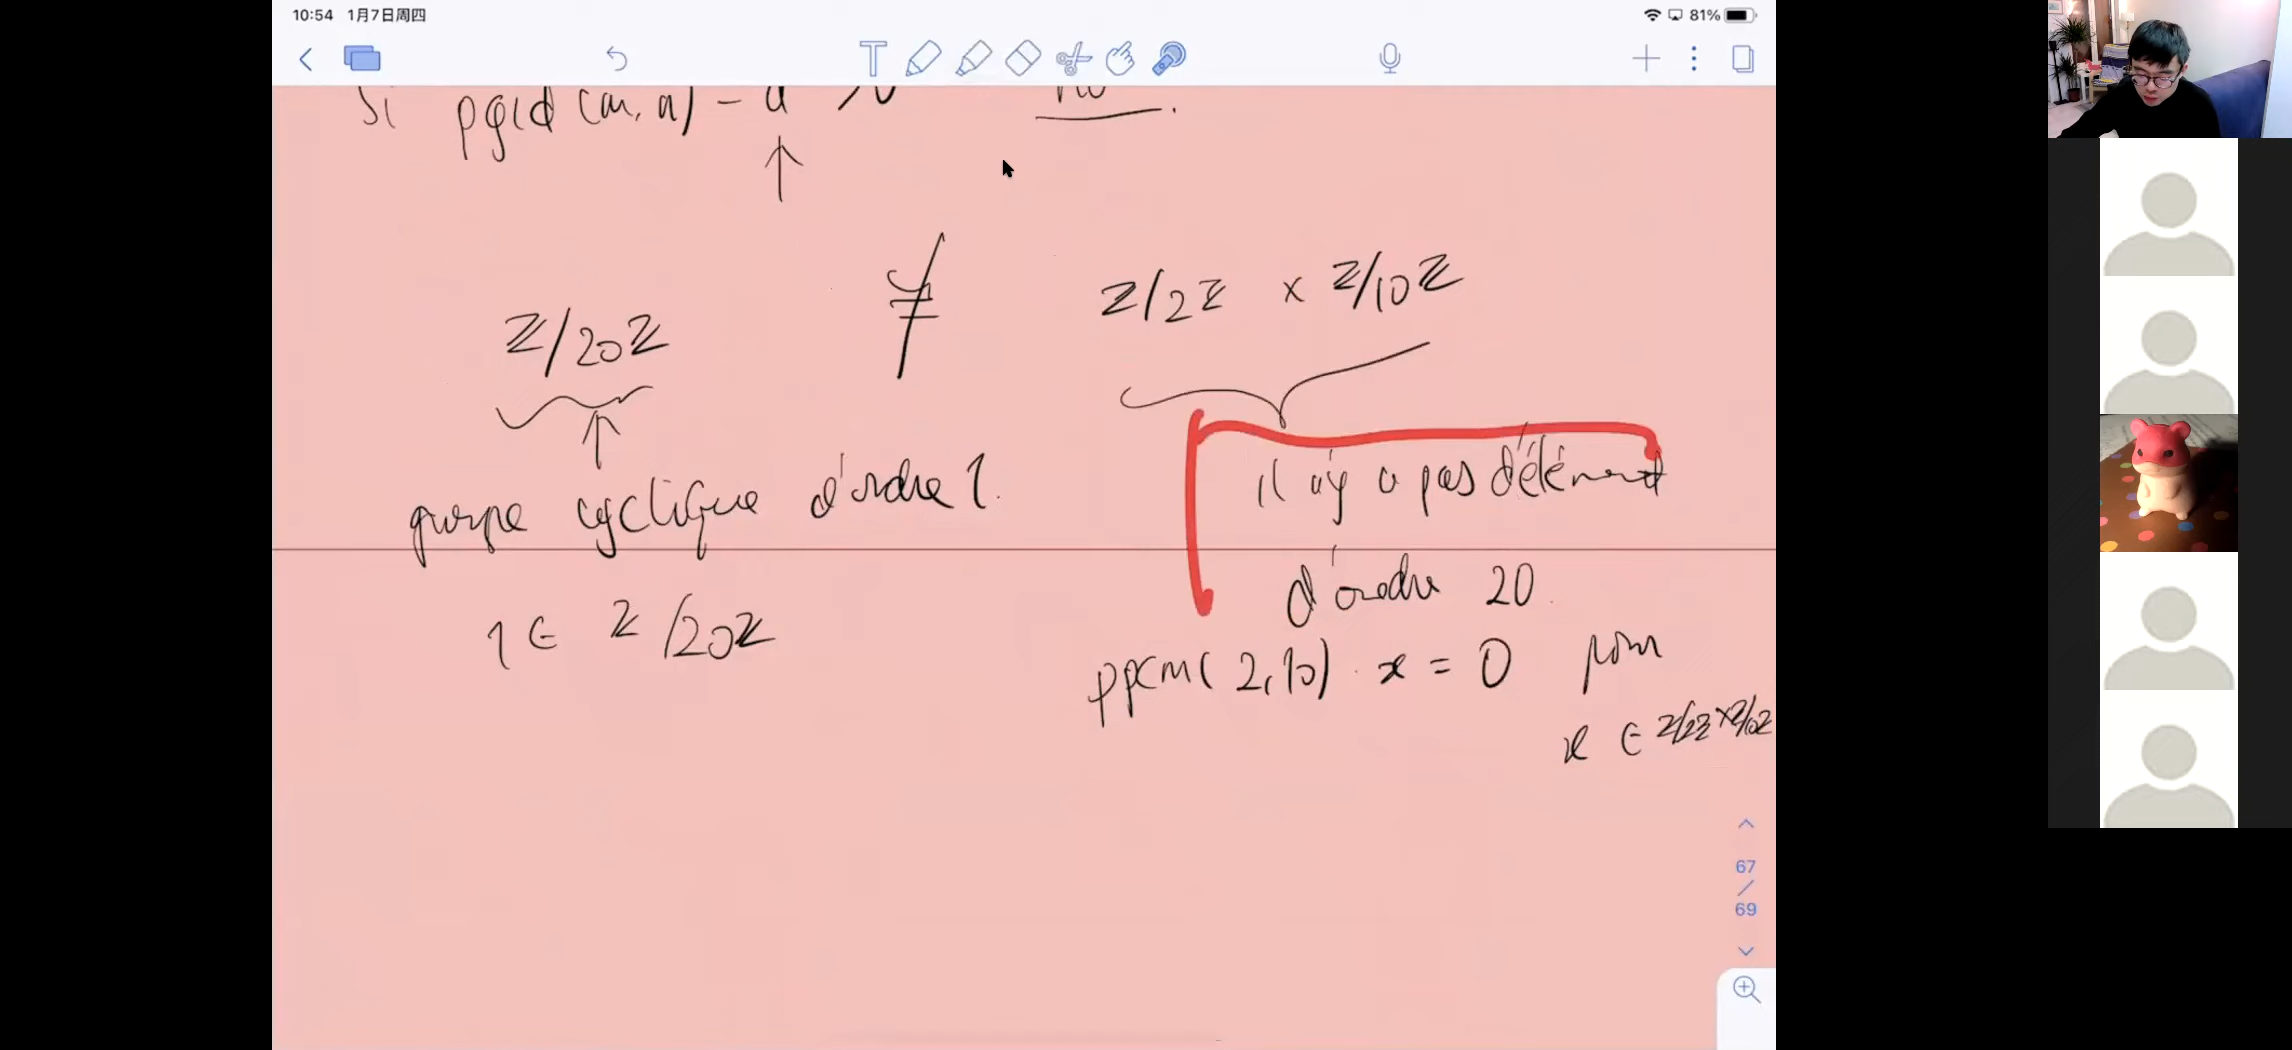 10:54 1月7日周四
81%
Si pgcd(m, n) = d
Z/20Z ≄ Z/2Z × Z/10Z
groupe cyclique d'ordre 1.
il n'y a pas d'élément
d'ordre 20.
1 ∈ Z/20Z
ppcm(2,10) · x = 0 pour
x ∈ Z/2Z × Z/10Z
67
/
69